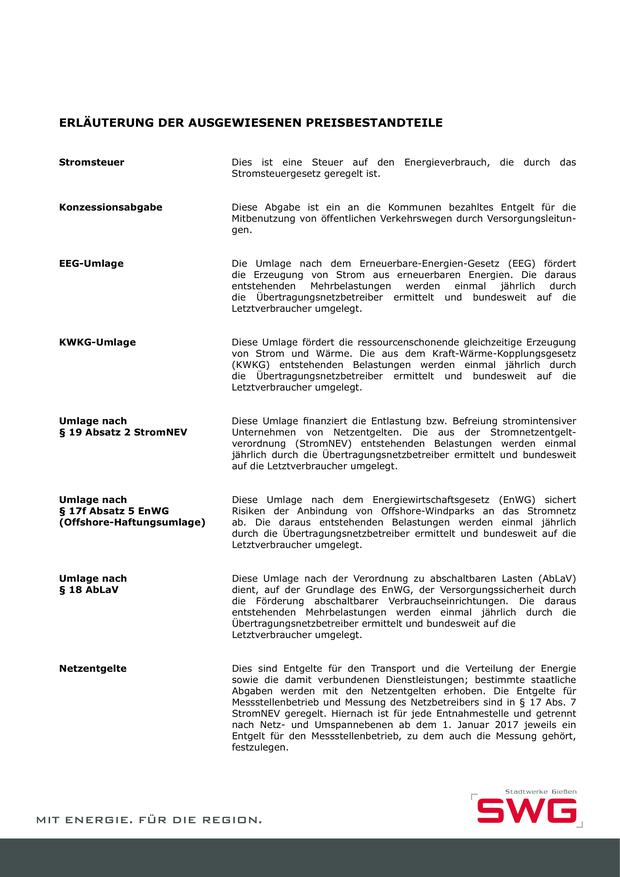 ERLÄUTERUNG DER AUSGEWIESENEN PREISBESTANDTEILE
Stromsteuer
Dies ist eine Steuer auf den Energieverbrauch, die durch das
Stromsteuergesetz geregelt ist.
Konzessionsabgabe
Diese Abgabe ist ein an die Kommunen bezahltes Entgelt für die
Mitbenutzung von öffentlichen Verkehrswegen durch Versorgungsleitun-
gen.
EEG-Umlage
Die Umlage nach dem Erneuerbare-Energien-Gesetz (EEG) fördert
die Erzeugung von Strom aus erneuerbaren Energien. Die daraus
entstehenden Mehrbelastungen werden einmal jährlich durch
die Übertragungsnetzbetreiber ermittelt und bundesweit auf die
Letztverbraucher umgelegt.
KWKG-Umlage
Diese Umlage fördert die ressourcenschonende gleichzeitige Erzeugung
von Strom und Wärme. Die aus dem Kraft-Wärme-Kopplungsgesetz
(KWKG) entstehenden Belastungen werden einmal jährlich durch
die Übertragungsnetzbetreiber ermittelt und bundesweit auf die
Letztverbraucher umgelegt.
Umlage nach
§ 19 Absatz 2 StromNEV
Diese Umlage finanziert die Entlastung bzw. Befreiung stromintensiver
Unternehmen von Netzentgelten. Die aus der Stromnetzentgelt-
verordnung (StromNEV) entstehenden Belastungen werden einmal
jährlich durch die Übertragungsnetzbetreiber ermittelt und bundesweit
auf die Letztverbraucher umgelegt.
Umlage nach
§ 17f Absatz 5 EnWG
(Offshore-Haftungsumlage)
Diese Umlage nach dem Energiewirtschaftsgesetz (EnWG) sichert
Risiken der Anbindung von Offshore-Windparks an das Stromnetz
ab. Die daraus entstehenden Belastungen werden einmal jährlich
durch die Übertragungsnetzbetreiber ermittelt und bundesweit auf die
Letztverbraucher umgelegt.
Umlage nach
§ 18 AbLaV
Diese Umlage nach der Verordnung zu abschaltbaren Lasten (AbLaV)
dient, auf der Grundlage des EnWG, der Versorgungssicherheit durch
die Förderung abschaltbarer Verbrauchseinrichtungen. Die daraus
entstehenden Mehrbelastungen werden einmal jährlich durch die
Übertragungsnetzbetreiber ermittelt und bundesweit auf die
Letztverbraucher umgelegt.
Netzentgelte
Dies sind Entgelte für den Transport und die Verteilung der Energie
sowie die damit verbundenen Dienstleistungen; bestimmte staatliche
Abgaben werden mit den Netzentgelten erhoben. Die Entgelte für
Messstellenbetrieb und Messung des Netzbetreibers sind in § 17 Abs. 7
StromNEV geregelt. Hiernach ist für jede Entnahmestelle und getrennt
nach Netz- und Umspannebenen ab dem 1. Januar 2017 jeweils ein
Entgelt für den Messstellenbetrieb, zu dem auch die Messung gehört,
festzulegen.
Stadtwerke Gießen
SWG
MIT ENERGIE. FÜR DIE REGION.